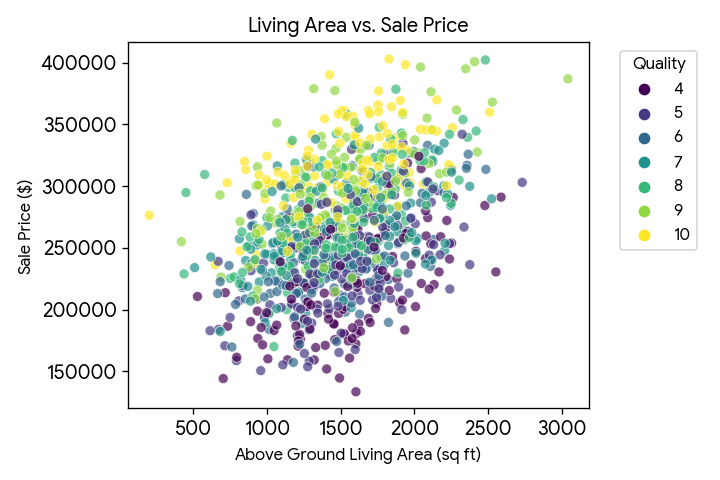 Living Area vs. Sale Price
Sale Price ($)
400000
350000
300000
250000
200000
150000
500 1000 1500 2000 2500 3000
Above Ground Living Area (sq ft)
Quality
4
5
6
7
8
9
10